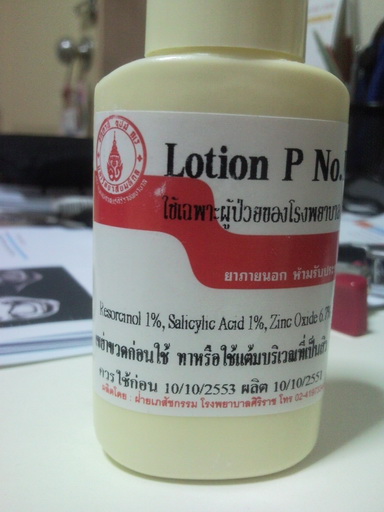 Lotion P No.
ใช้เฉพาะผู้ป่วยของโรงพยาบาล
ยาภายนอก ห้ามรับประ
Resorcinol 1%, Salicylic Acid 1%, Zinc Oxide 6.7%
เขย่าขวดก่อนใช้ ทาหรือใช้แต้มบริเวณที่เป็นสิว
ควรใช้ก่อน 10/10/2553 ผลิต 10/10/2551
ผลิตโดย : ฝ่ายเภสัชกรรม โรงพยาบาลศิริราช โทร 02-419